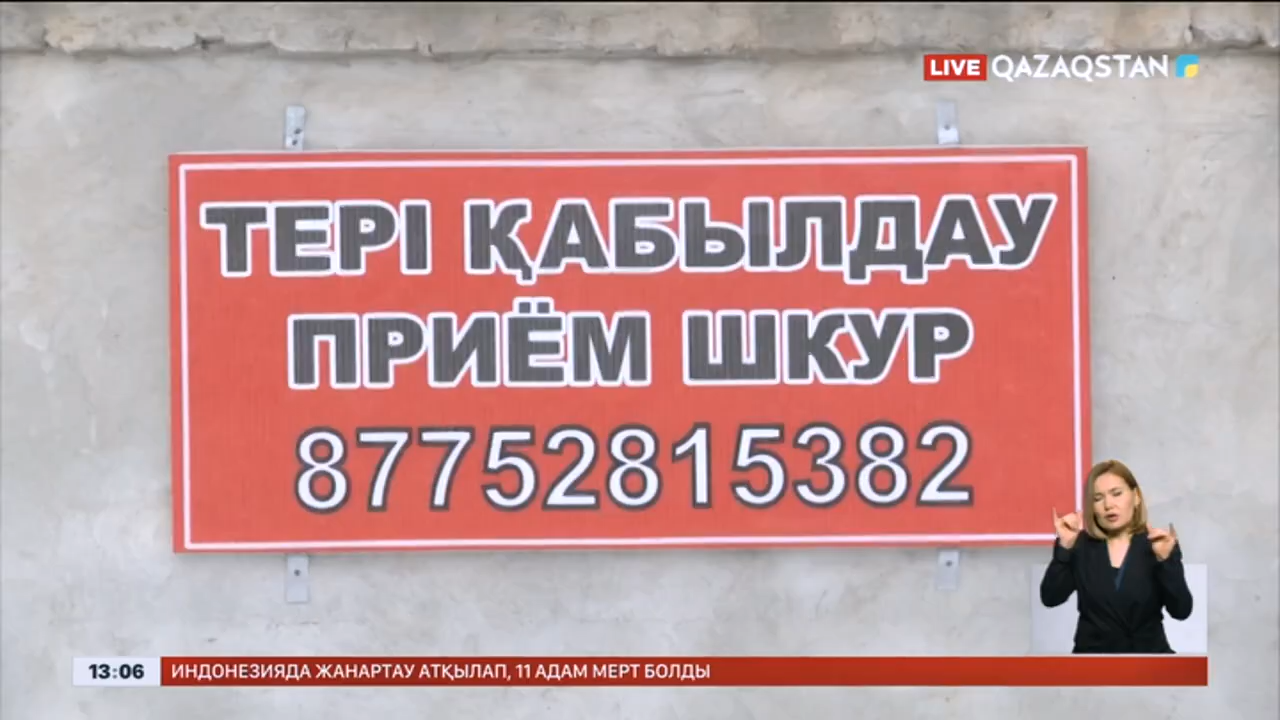 LIVE QAZAQSTAN
ТЕРІ ҚАБЫЛДАУ
ПРИЁМ ШКУР
87752815382
13:06 ИНДОНЕЗИЯДА ЖАНАРТАУ АТҚЫЛАП, 11 АДАМ МЕРТ БОЛДЫ